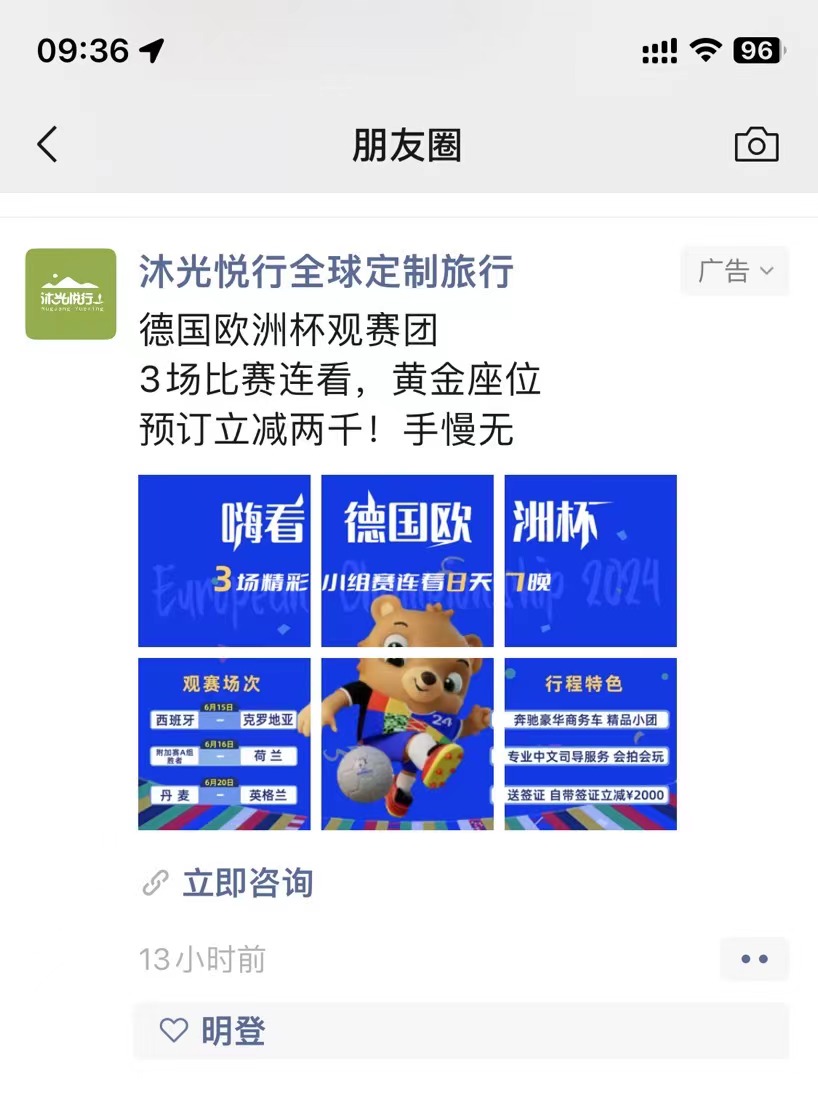 09:36
96
朋友圈
沐光悦行
Muguang Yuexing
沐光悦行全球定制旅行
广告
德国欧洲杯观赛团
3场比赛连看，黄金座位
预订立减两千！手慢无
嗨看德国欧洲杯
3场精彩小组赛连看8天7晚
European Championship 2024
观赛场次
6月15日
西班牙 - 克罗地亚
6月16日
附加赛A组胜者 - 荷兰
6月20日
丹麦 - 英格兰
24
行程特色
奔驰豪华商务车 精品小团
专业中文司导服务 会拍会玩
送签证 自带签证立减¥2000
立即咨询
13小时前
明登